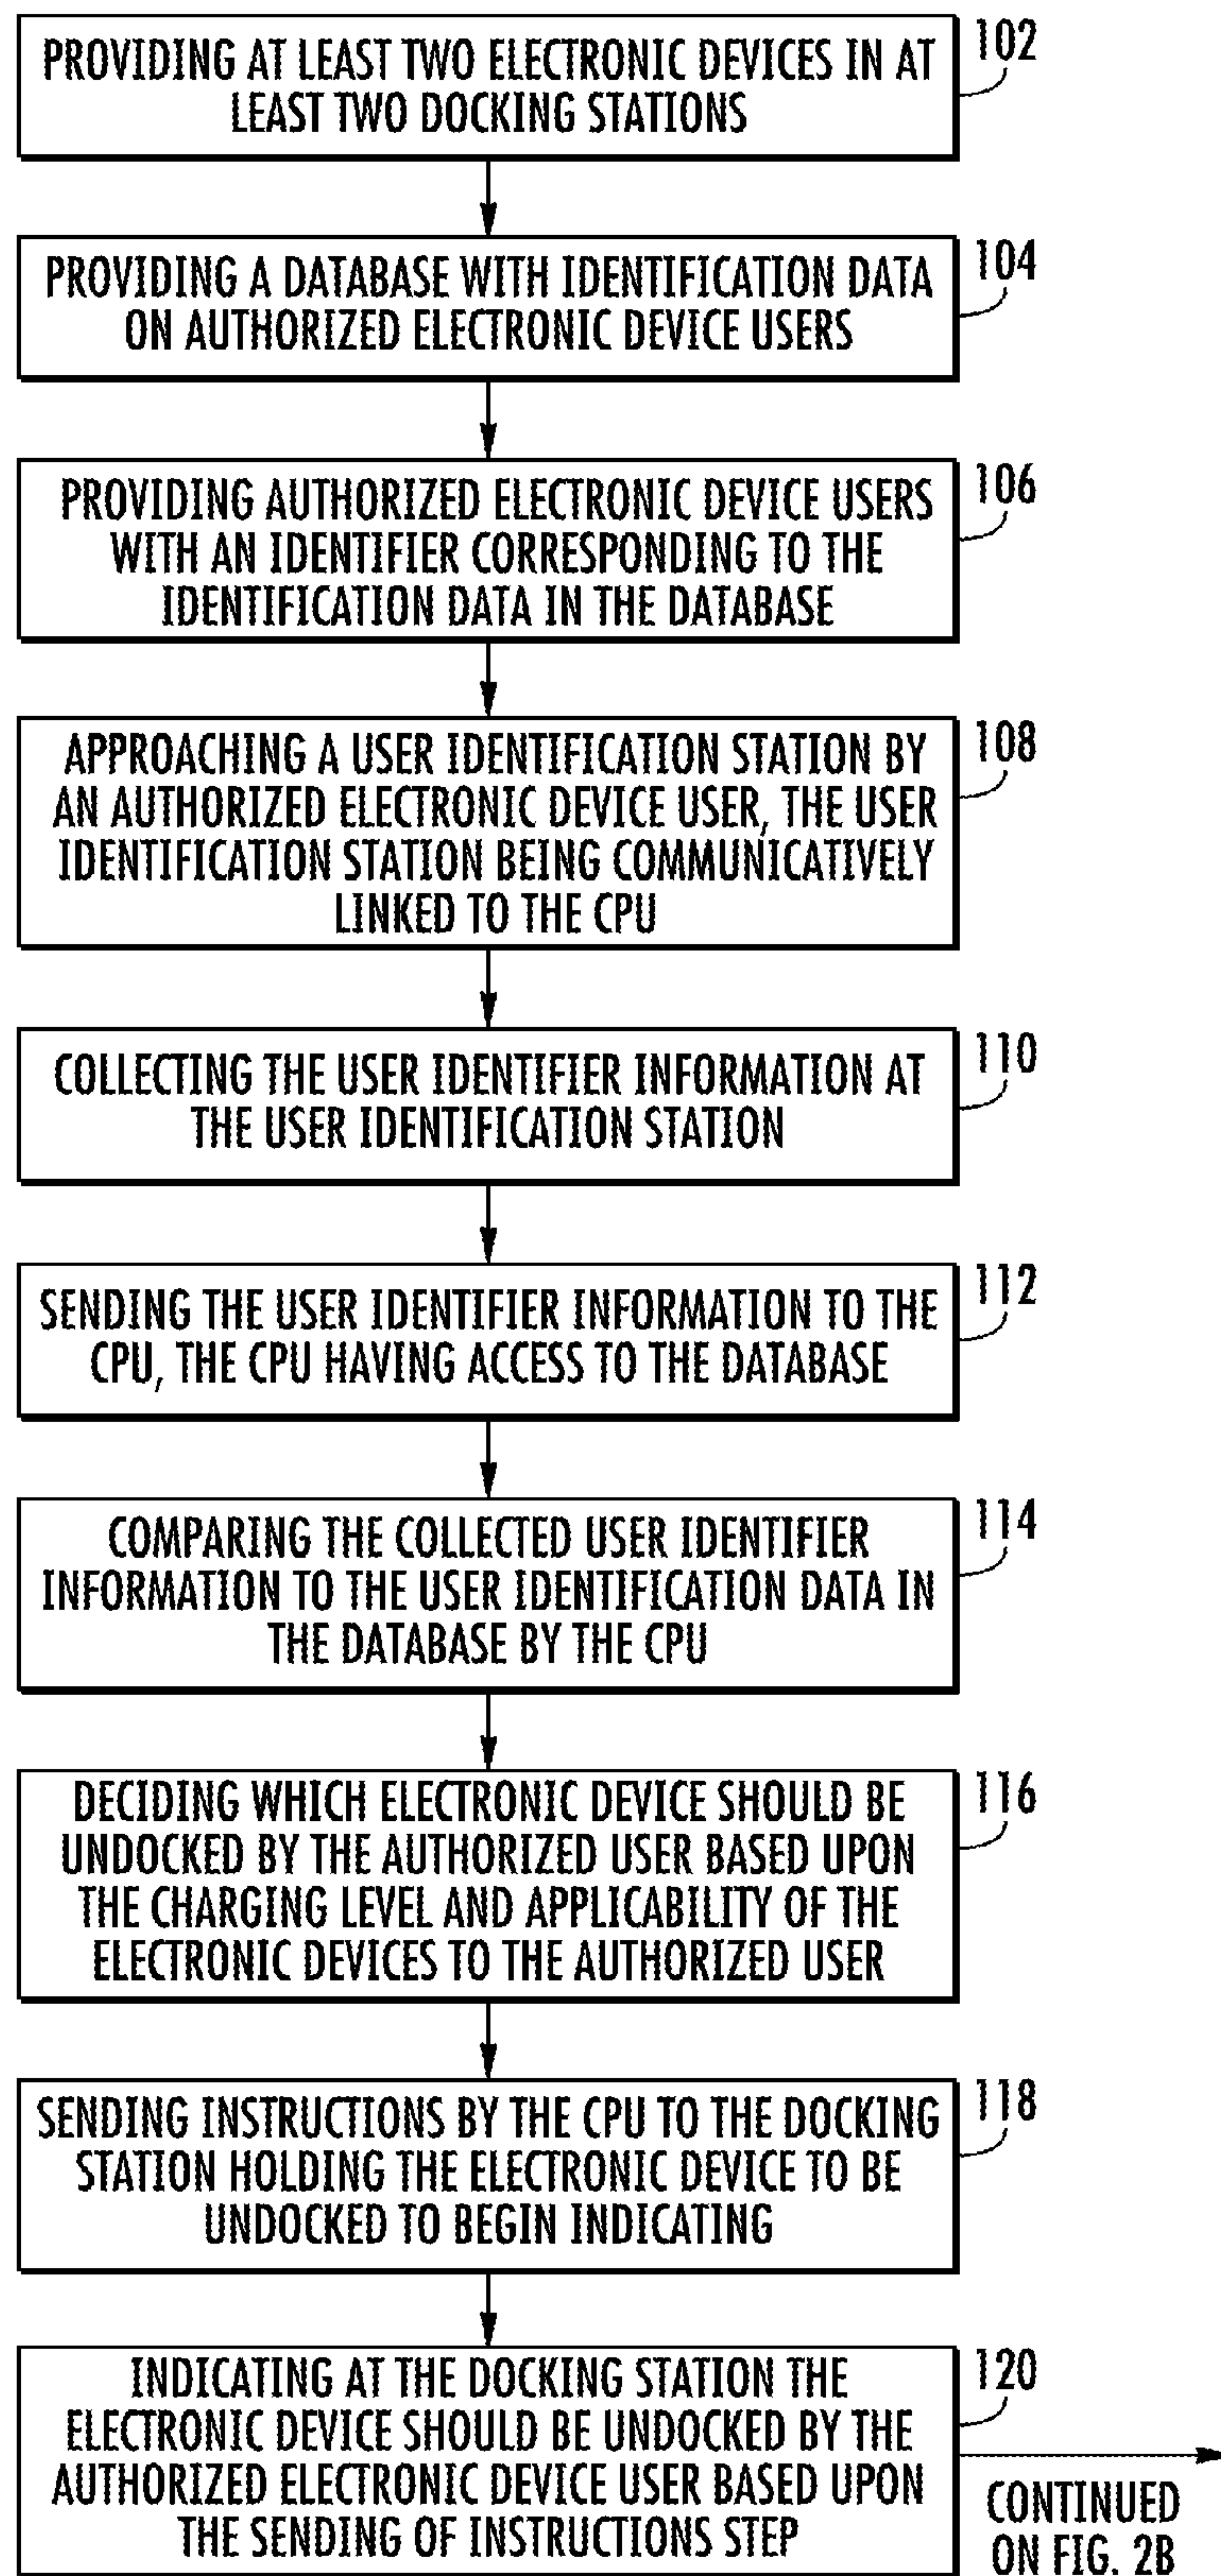 PROVIDING AT LEAST TWO ELECTRONIC DEVICES IN AT
LEAST TWO DOCKING STATIONS
102
PROVIDING A DATABASE WITH IDENTIFICATION DATA
ON AUTHORIZED ELECTRONIC DEVICE USERS
104
PROVIDING AUTHORIZED ELECTRONIC DEVICE USERS
WITH AN IDENTIFIER CORRESPONDING TO THE
IDENTIFICATION DATA IN THE DATABASE
106
APPROACHING A USER IDENTIFICATION STATION BY
AN AUTHORIZED ELECTRONIC DEVICE USER, THE USER
IDENTIFICATION STATION BEING COMMUNICATIVELY
LINKED TO THE CPU
108
COLLECTING THE USER IDENTIFIER INFORMATION AT
THE USER IDENTIFICATION STATION
110
SENDING THE USER IDENTIFIER INFORMATION TO THE
CPU, THE CPU HAVING ACCESS TO THE DATABASE
112
COMPARING THE COLLECTED USER IDENTIFIER
INFORMATION TO THE USER IDENTIFICATION DATA IN
THE DATABASE BY THE CPU
114
DECIDING WHICH ELECTRONIC DEVICE SHOULD BE
UNDOCKED BY THE AUTHORIZED USER BASED UPON
THE CHARGING LEVEL AND APPLICABILITY OF THE
ELECTRONIC DEVICES TO THE AUTHORIZED USER
116
SENDING INSTRUCTIONS BY THE CPU TO THE DOCKING
STATION HOLDING THE ELECTRONIC DEVICE TO BE
UNDOCKED TO BEGIN INDICATING
118
INDICATING AT THE DOCKING STATION THE
ELECTRONIC DEVICE SHOULD BE UNDOCKED BY THE
AUTHORIZED ELECTRONIC DEVICE USER BASED UPON
THE SENDING OF INSTRUCTIONS STEP
120
CONTINUED
ON FIG. 2B